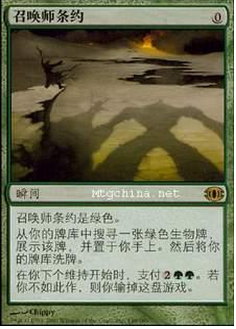 召唤师条约 0
瞬间
Mtgchina.net
召唤师条约是绿色。
从你的牌库中搜寻一张绿色生物牌，
展示该牌，并置于你手上。然后将你
的牌库洗牌。
在你下个维持开始时，支付2。若
你不如此作，则你输掉这盘游戏。
Chippy